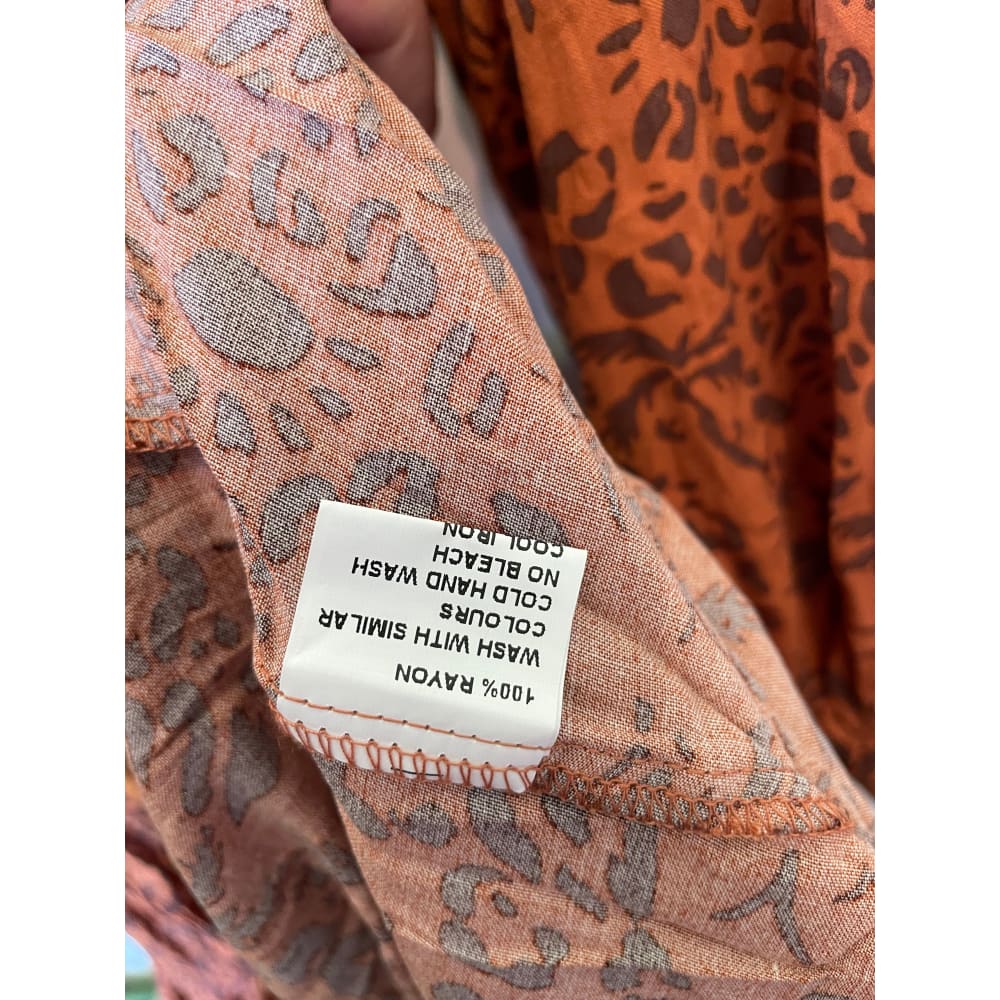 100% RAYON
WASH WITH SIMILAR
COLOURS
COLD HAND WASH
NO BLEACH
COOL IRON